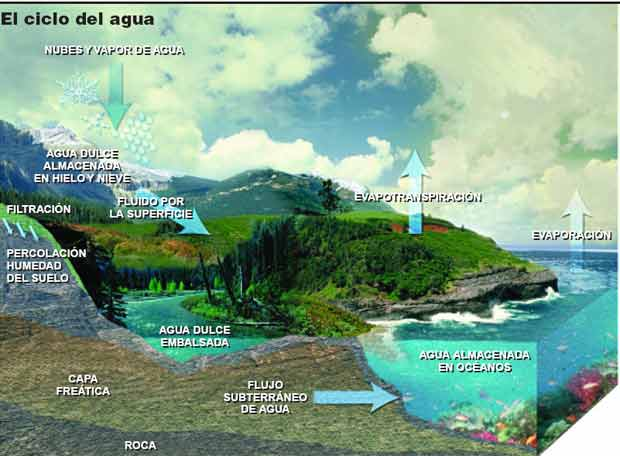 El ciclo del agua
NUBES Y VAPOR DE AGUA
AGUA DULCE
ALMACENADA
EN HIELO Y NIEVE
FLUIDO POR
LA SUPERFICIE
EVAPOTRANSPIRACIÓN
FILTRACIÓN
EVAPORACIÓN
PERCOLACIÓN
HUMEDAD
DEL SUELO
AGUA DULCE
EMBALSADA
AGUA ALMACENADA
EN OCÉANOS
CAPA
FREÁTICA
FLUJO
SUBTERRÁNEO
DE AGUA
ROCA